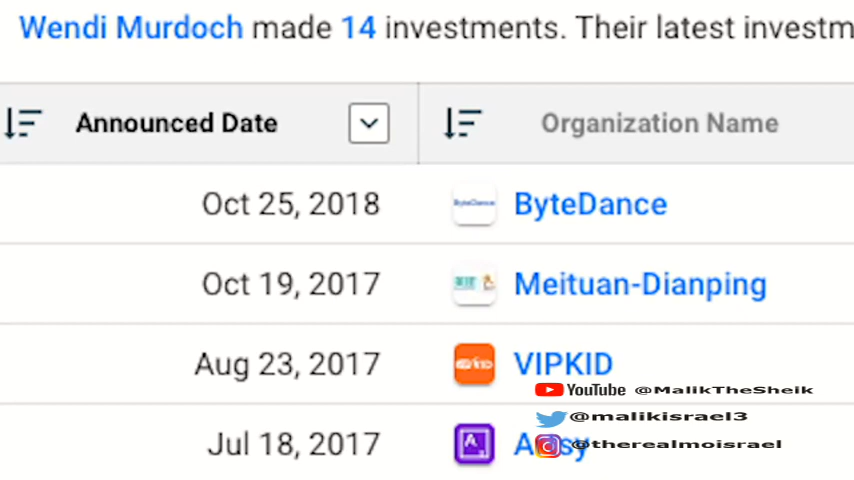 Wendi Murdoch made 14 investments. Their latest investm
Announced Date
Organization Name
Oct 25, 2018 ByteDance ByteDance
Oct 19, 2017 Meituan-Dianping
Aug 23, 2017 VIPKID
YouTube @MalikTheSheik
@malikisrael3
Jul 18, 2017
@therealmoisrael